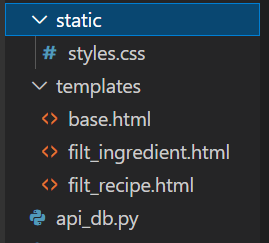 static
# styles.css
templates
<> base.html
<> filt_ingredient.html
<> filt_recipe.html
api_db.py